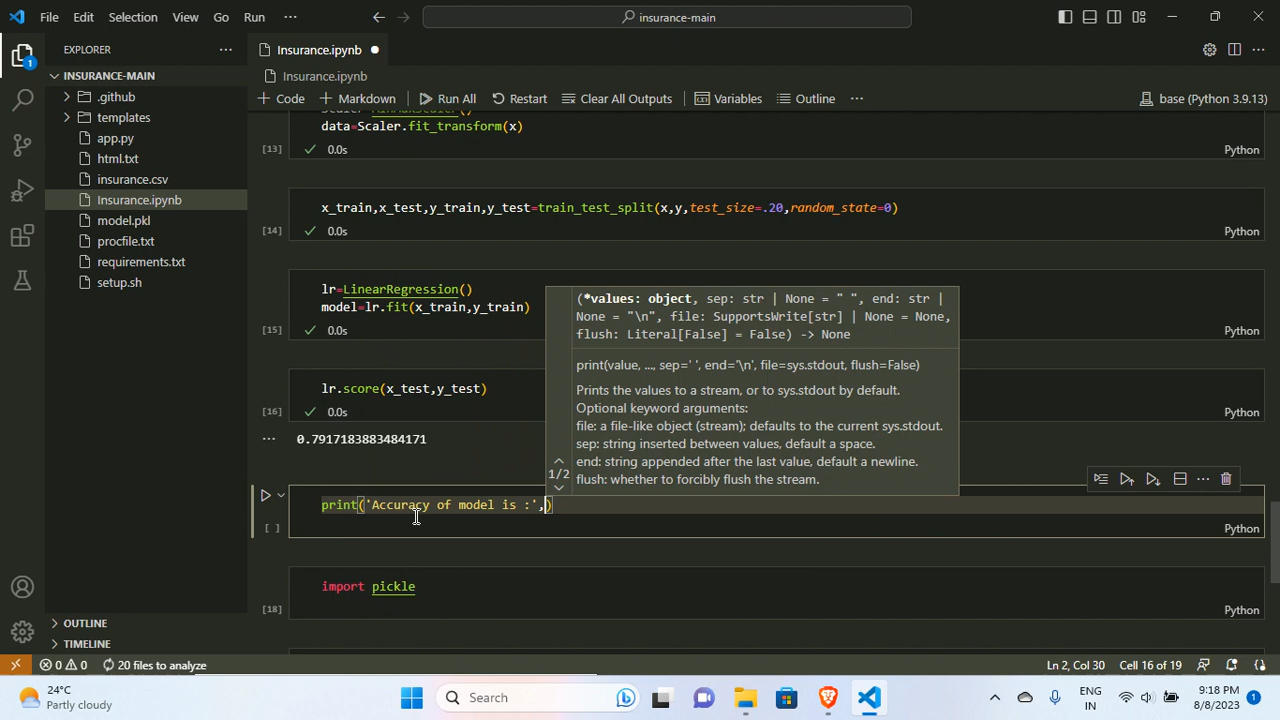 File Edit Selection View Go Run ··· insurance-main
EXPLORER ···
INSURANCE-MAIN
.github
templates
app.py
html.txt
insurance.csv
Insurance.ipynb
model.pkl
procfile.txt
requirements.txt
setup.sh
OUTLINE
TIMELINE
1
Insurance.ipynb
Insurance.ipynb
Code Markdown Run All Restart Clear All Outputs Variables Outline ··· base (Python 3.9.13)
data=Scaler.fit_transform(x)
[13] 0.0s Python
x_train,x_test,y_train,y_test=train_test_split(x,y,test_size=.20,random_state=0)
[14] 0.0s Python
lr=LinearRegression()
model=lr.fit(x_train,y_train)
[15] 0.0s
lr.score(x_test,y_test)
[16] 0.0s Python
0.7917183883484171
(*values: object, sep: str | None = " ", end: str |
None = "\n", file: SupportsWrite[str] | None = None,
flush: Literal[False] = False) -> None
print(value, ..., sep=' ', end='\n', file=sys.stdout, flush=False)
Prints the values to a stream, or to sys.stdout by default.
Optional keyword arguments:
file: a file-like object (stream); defaults to the current sys.stdout.
sep: string inserted between values, default a space.
end: string appended after the last value, default a newline.
flush: whether to forcibly flush the stream.
1/2
print('Accuracy of model is :',)
[ ] Python
import pickle
[18] Python
0 0 20 files to analyze Ln 2, Col 30 Cell 16 of 19
24°C
Partly cloudy
Search
ENG
IN
9:18 PM
8/8/2023
1